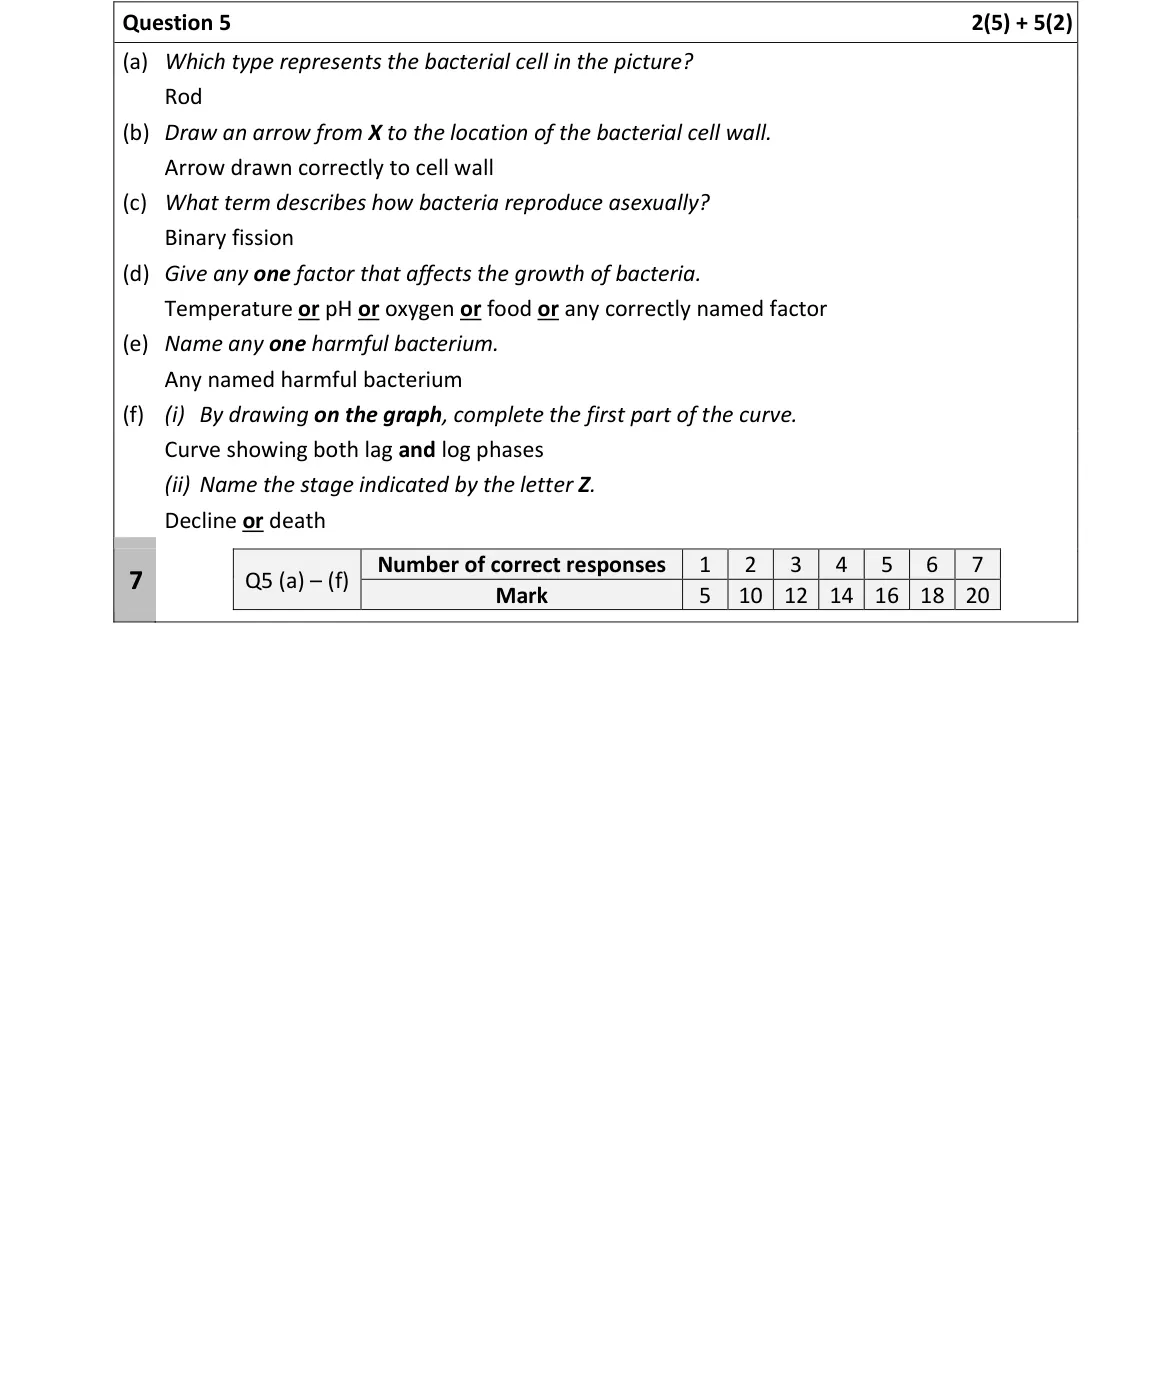 Question 5 2(5) + 5(2)
(a) Which type represents the bacterial cell in the picture?
Rod
(b) Draw an arrow from X to the location of the bacterial cell wall.
Arrow drawn correctly to cell wall
(c) What term describes how bacteria reproduce asexually?
Binary fission
(d) Give any one factor that affects the growth of bacteria.
Temperature or pH or oxygen or food or any correctly named factor
(e) Name any one harmful bacterium.
Any named harmful bacterium
(f) (i) By drawing on the graph, complete the first part of the curve.
Curve showing both lag and log phases
(ii) Name the stage indicated by the letter Z.
Decline or death
7
Q5 (a) – (f)
Number of correct responses 1 2 3 4 5 6 7
Mark 5 10 12 14 16 18 20